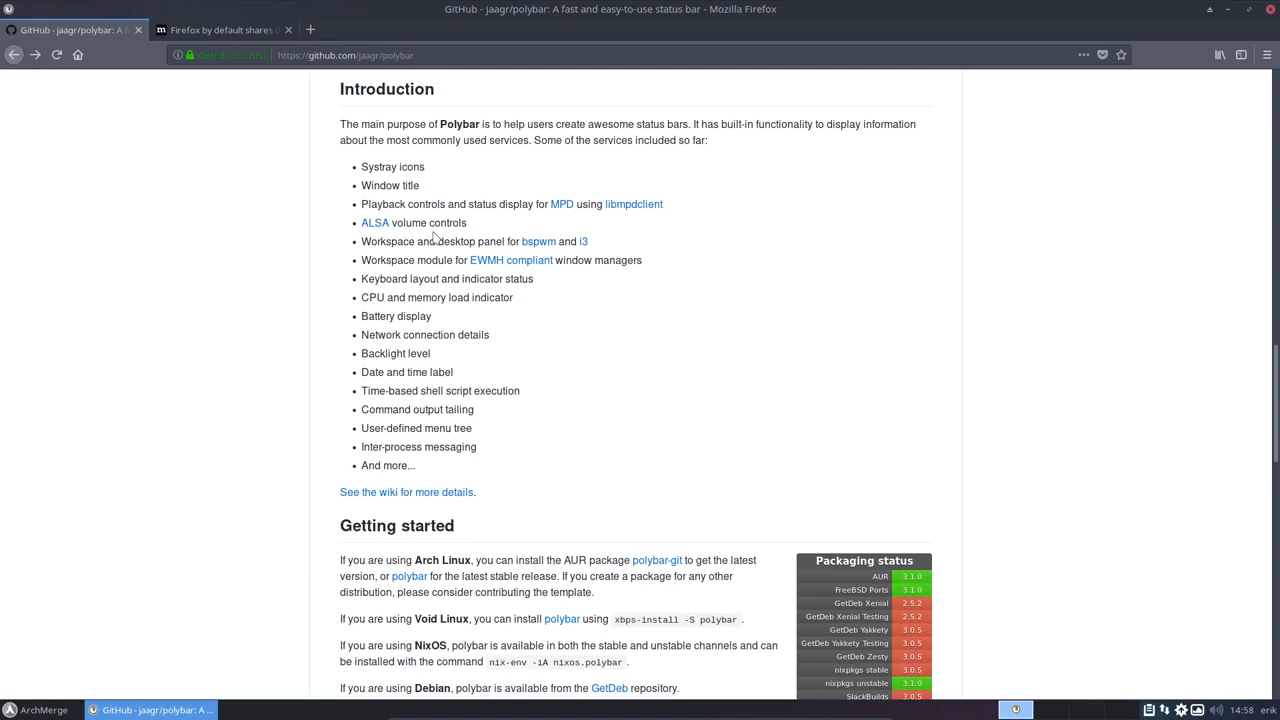 GitHub - jaagr/polybar: A fast and easy-to-use status bar - Mozilla Firefox
GitHub - jaagr/polybar: A f
Firefox by default shares d
GitHub, Inc. (US)
https://github.com/jaagr/polybar
Introduction
The main purpose of Polybar is to help users create awesome status bars. It has built-in functionality to display information
about the most commonly used services. Some of the services included so far:
Systray icons
Window title
Playback controls and status display for MPD using libmpdclient
ALSA volume controls
Workspace and desktop panel for bspwm and i3
Workspace module for EWMH compliant window managers
Keyboard layout and indicator status
CPU and memory load indicator
Battery display
Network connection details
Backlight level
Date and time label
Time-based shell script execution
Command output tailing
User-defined menu tree
Inter-process messaging
And more...
See the wiki for more details.
Getting started
If you are using Arch Linux, you can install the AUR package polybar-git to get the latest
version, or polybar for the latest stable release. If you create a package for any other
distribution, please consider contributing the template.
If you are using Void Linux, you can install polybar using xbps-install -S polybar .
If you are using NixOS, polybar is available in both the stable and unstable channels and can
be installed with the command nix-env -iA nixos.polybar .
If you are using Debian, polybar is available from the GetDeb repository.
Packaging status
AUR 3.1.0
FreeBSD Ports 3.1.0
GetDeb Xenial 2.5.2
GetDeb Xenial Testing 2.5.2
GetDeb Yakkety 3.0.5
GetDeb Yakkety Testing 3.0.5
GetDeb Zesty 3.0.5
nixpkgs stable 3.0.5
nixpkgs unstable 3.1.0
SlackBuilds 3.0.5
ArchMerge
GitHub - jaagr/polybar: A ...
14:58 erik